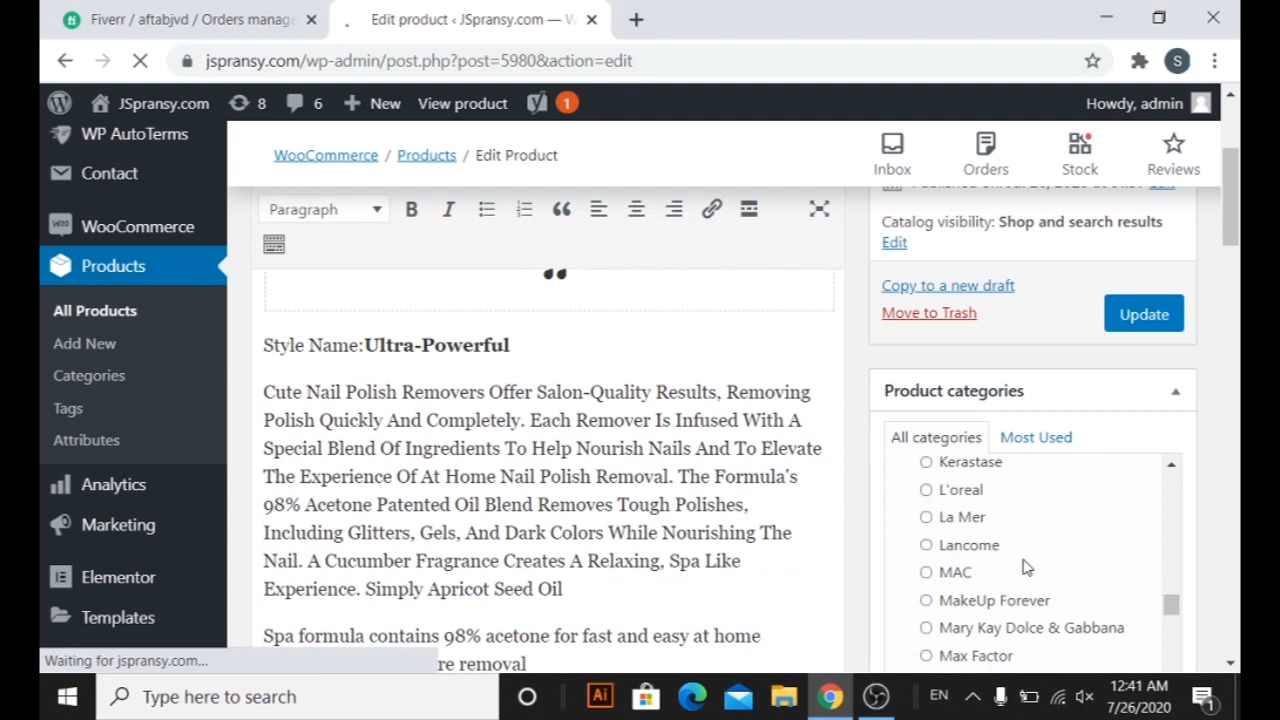 Fiverr / aftabjvd / Orders manage
Edit product ‹ JSpransy.com — W
jspransy.com/wp-admin/post.php?post=5980&action=edit
S
JSpransy.com
8
6
New
View product
1
Howdy, admin
WP AutoTerms
Contact
WooCommerce
Products
All Products
Add New
Categories
Tags
Attributes
Analytics
Marketing
Elementor
Templates
WooCommerce / Products / Edit Product
Inbox
Orders
Stock
Reviews
Paragraph
B
I
Style Name:Ultra-Powerful
Cute Nail Polish Removers Offer Salon-Quality Results, Removing
Polish Quickly And Completely. Each Remover Is Infused With A
Special Blend Of Ingredients To Help Nourish Nails And To Elevate
The Experience Of At Home Nail Polish Removal. The Formula's
98% Acetone Patented Oil Blend Removes Tough Polishes,
Including Glitters, Gels, And Dark Colors While Nourishing The
Nail. A Cucumber Fragrance Creates A Relaxing, Spa Like
Experience. Simply Apricot Seed Oil
Spa formula contains 98% acetone for fast and easy at home
re removal
Catalog visibility: Shop and search results
Edit
Copy to a new draft
Move to Trash
Update
Product categories
All categories
Most Used
Kerastase
L'oreal
La Mer
Lancome
MAC
MakeUp Forever
Mary Kay Dolce & Gabbana
Max Factor
Waiting for jspransy.com...
Type here to search
Ai
EN
12:41 AM
7/26/2020
1